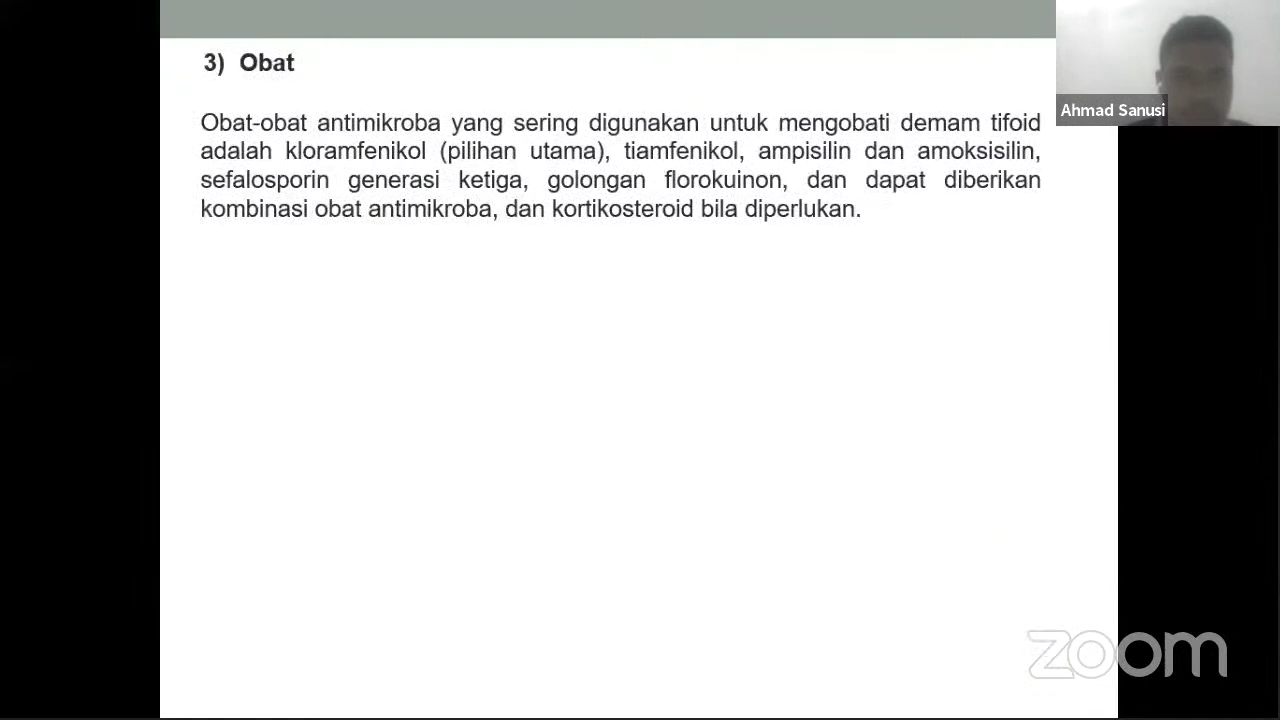 3) Obat
Obat-obat antimikroba yang sering digunakan untuk mengobati demam tifoid
adalah kloramfenikol (pilihan utama), tiamfenikol, ampisilin dan amoksisilin,
sefalosporin generasi ketiga, golongan florokuinon, dan dapat diberikan
kombinasi obat antimikroba, dan kortikosteroid bila diperlukan.
Ahmad Sanusi
zoom